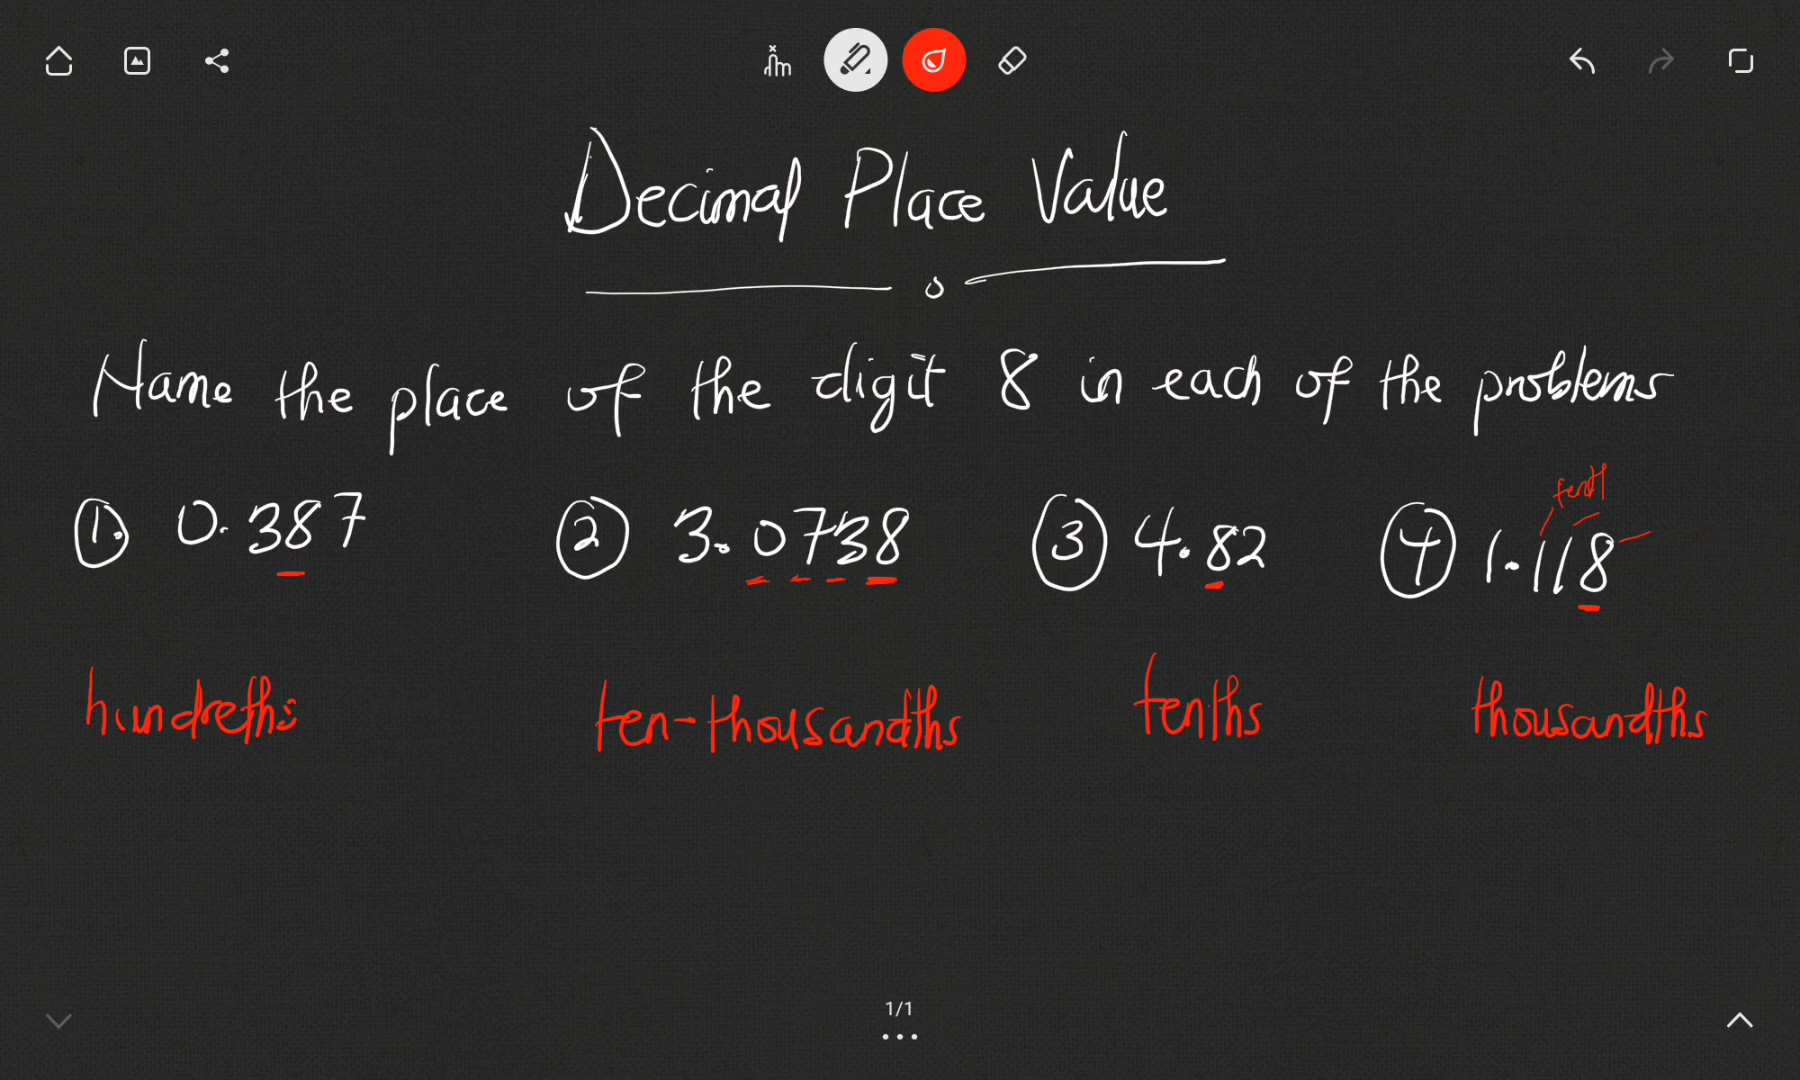 Decimal Place Value
Name the place of the digit 8 in each of the problems
tenth
1. 0.387 2 3.0738 3 4.82 4 1.118
hundreths ten-thousandths tenths thousandths
1/1